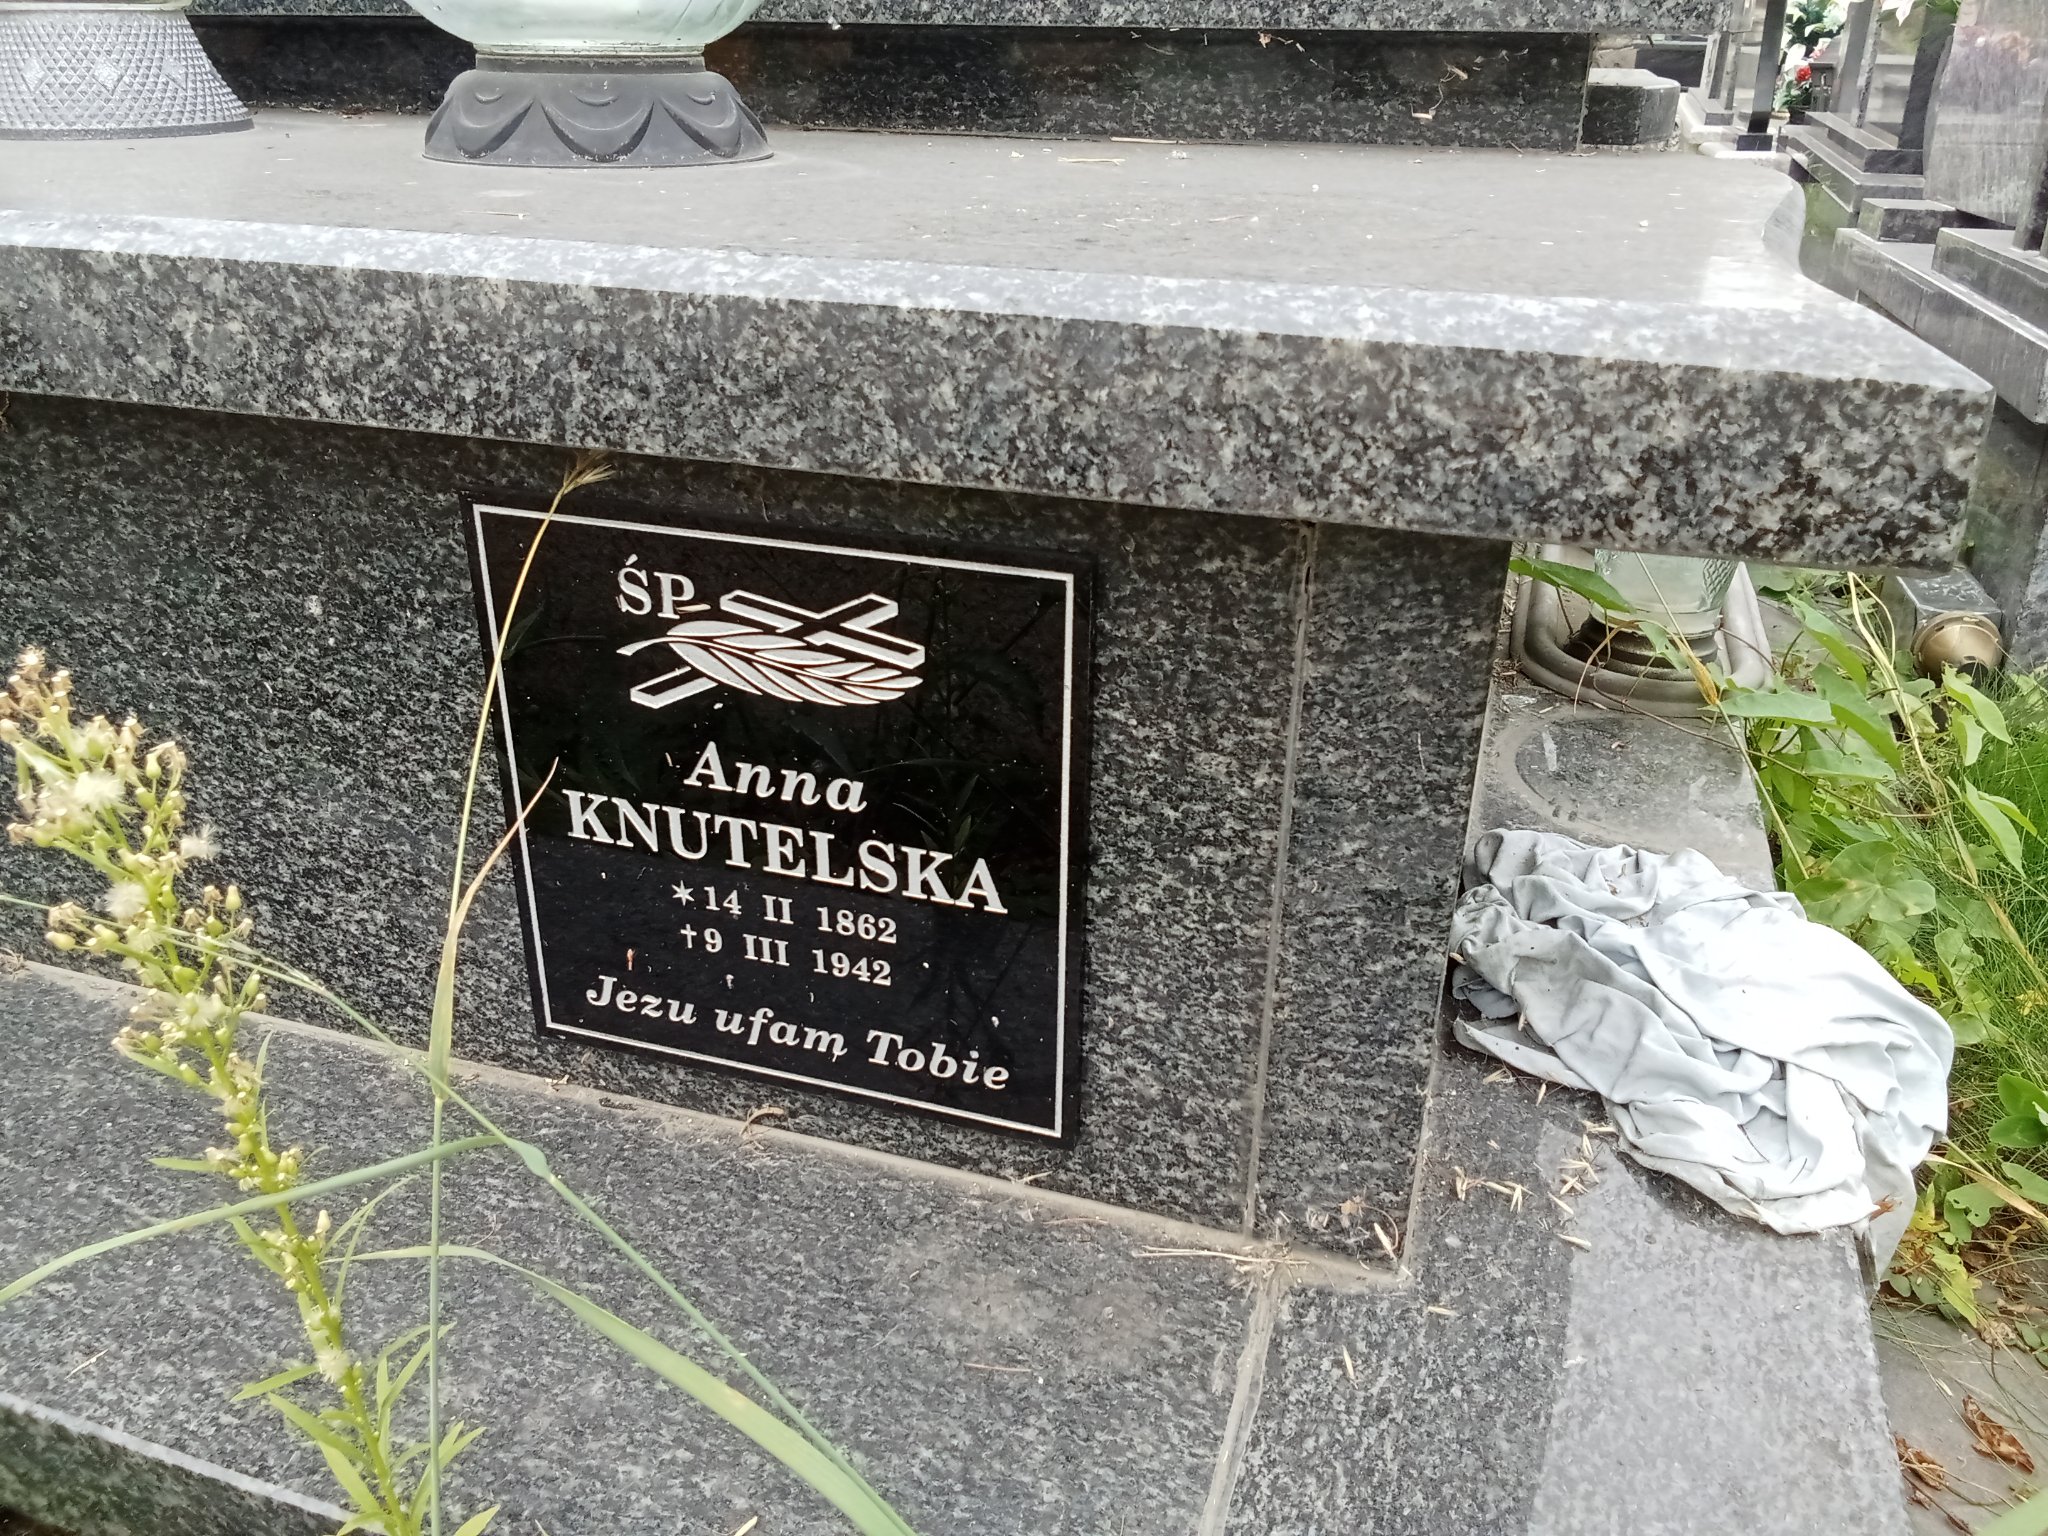 ŚP
Anna
KNUTELSKA
✶14 II 1862
✝9 III 1942
Jezu ufam Tobie